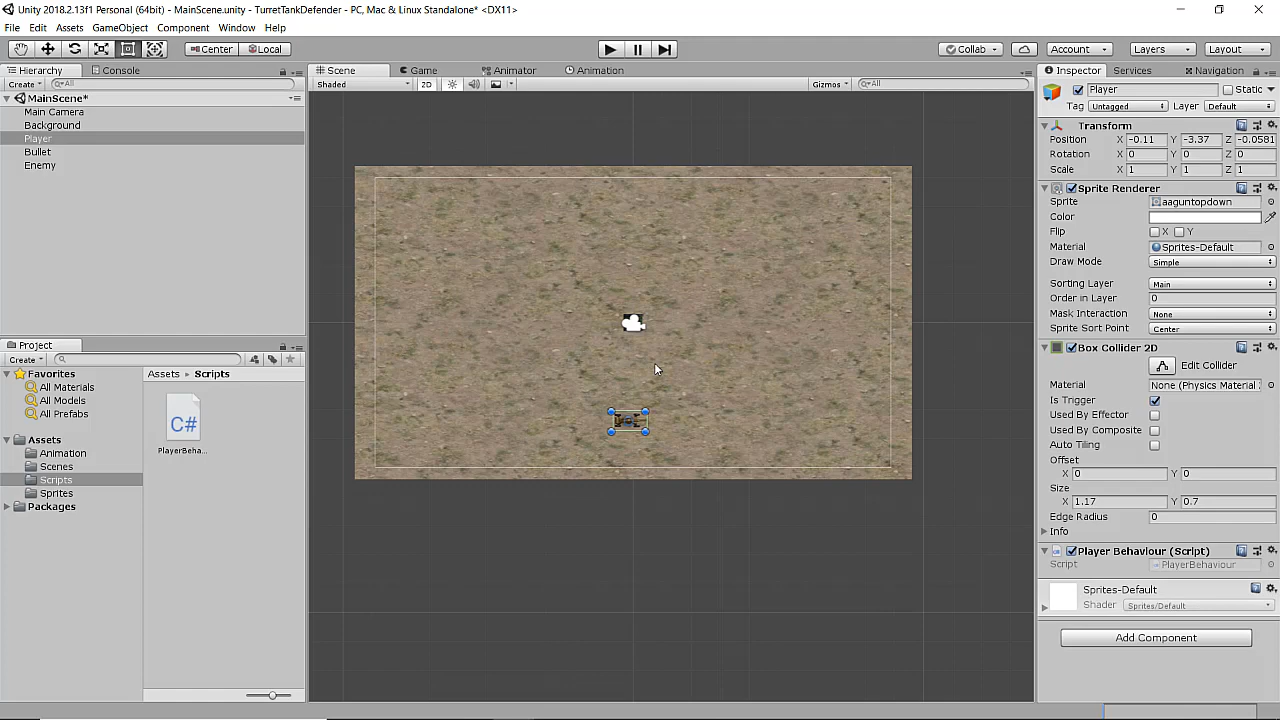 Unity 2018.2.13f1 Personal (64bit) - MainScene.unity - TurretTankDefender - PC, Mac & Linux Standalone* <DX11>
File Edit Assets GameObject Component Window Help
Center Local Collab Account Layers Layout
Hierarchy Console
Create All
MainScene*
Main Camera
Background
Player
Bullet
Enemy
Project
Create
Favorites
All Materials
All Models
All Prefabs
Assets
Animation
Scenes
Scripts
Sprites
Packages
Assets Scripts
C#
PlayerBeha...
Scene Game Animator Animation
Shaded 2D Gizmos All
Inspector Services Navigation
Player Static
Tag Untagged Layer Default
Transform
Position X -0.11 Y -3.37 Z -0.0581
Rotation X 0 Y 0 Z 0
Scale X 1 Y 1 Z 1
Sprite Renderer
Sprite aaguntopdown
Color
Flip X Y
Material Sprites-Default
Draw Mode Simple
Sorting Layer Main
Order in Layer 0
Mask Interaction None
Sprite Sort Point Center
Box Collider 2D
Edit Collider
Material None (Physics Material
Is Trigger
Used By Effector
Used By Composite
Auto Tiling
Offset
X 0 Y 0
Size
X 1.17 Y 0.7
Edge Radius 0
Info
Player Behaviour (Script)
Script PlayerBehaviour
Sprites-Default
Shader Sprites/Default
Add Component